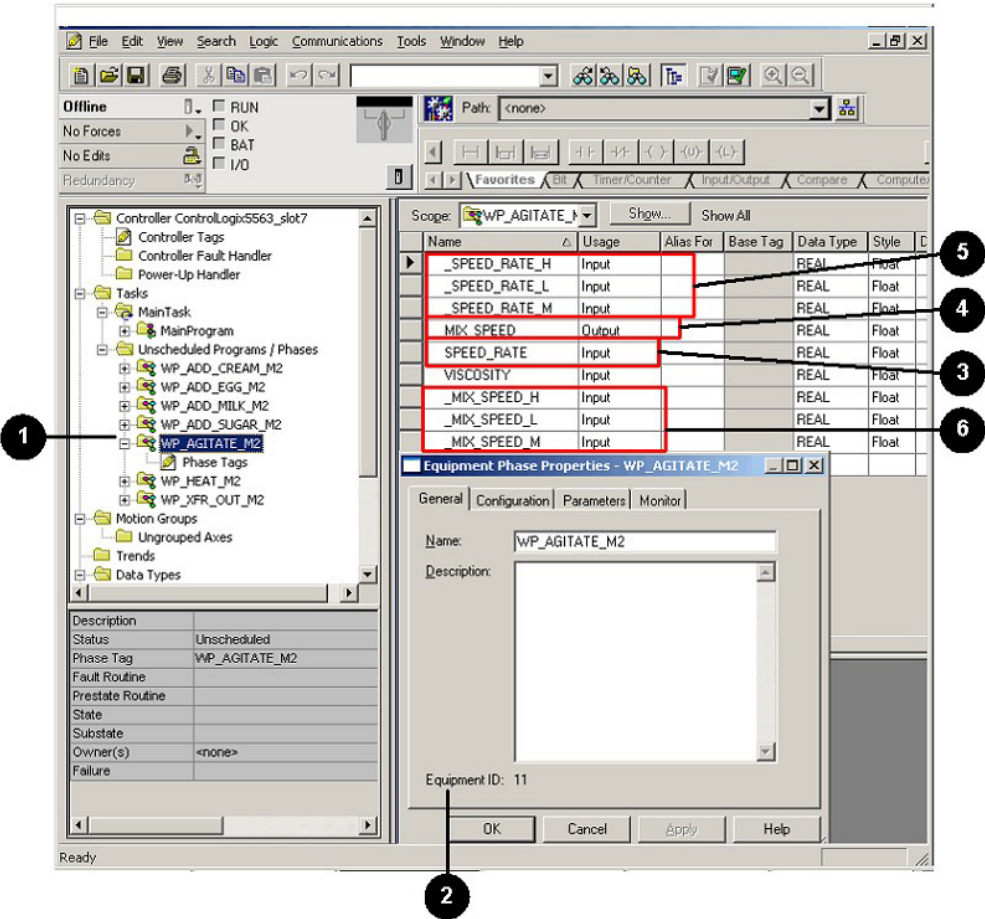 File Edit View Search Logic Communications Tools Window Help
Offline
RUN
No Forces
OK
No Edits
BAT
Redundancy
I/O
Path: <none>
Favorites Bit Timer/Counter Input/Output Compare
Controller ControlLogix5563_slot7
Controller Tags
Controller Fault Handler
Power-Up Handler
Tasks
MainTask
MainProgram
Unscheduled Programs / Phases
WP_ADD_CREAM_M2
WP_ADD_EGG_M2
WP_ADD_MILK_M2
WP_ADD_SUGAR_M2
WP_AGITATE_M2
Phase Tags
WP_HEAT_M2
WP_XFR_OUT_M2
Motion Groups
Ungrouped Axes
Trends
Data Types
1
Description
Status Unscheduled
Phase Tag WP_AGITATE_M2
Fault Routine
Prestate Routine
State
Substate
Owner(s) <none>
Failure
Ready
Scope: WP_AGITATE_M Show... Show All
Name Usage Alias For Base Tag Data Type Style D
_SPEED_RATE_H Input REAL Float
_SPEED_RATE_L Input REAL Float
_SPEED_RATE_M Input REAL Float
MIX_SPEED Output REAL Float
SPEED_RATE Input REAL Float
VISCOSITY Input REAL Float
_MIX_SPEED_H Input REAL Float
_MIX_SPEED_L Input REAL Float
_MIX_SPEED_M Input REAL Float
5
4
3
6
Equipment Phase Properties - WP_AGITATE_M2
General Configuration Parameters Monitor
Name: WP_AGITATE_M2
Description:
Equipment ID: 11
OK Cancel Apply Help
2